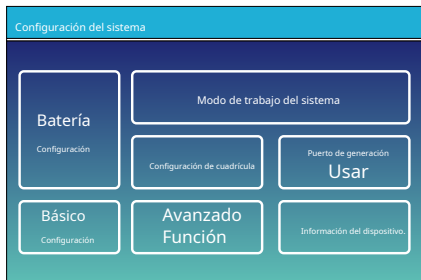 Configuración del sistema
Batería
Configuración
Modo de trabajo del sistema
Configuración de cuadrícula
Puerto de generación
Usar
Básico
Configuración
Avanzado
Función
Información del dispositivo.